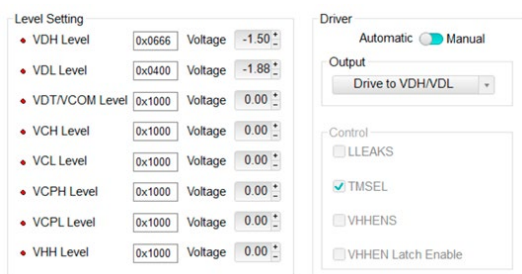 Level Setting
VDH Level 0x0666 Voltage -1.50
VDL Level 0x0400 Voltage -1.88
VDT/VCOM Level 0x1000 Voltage 0.00
VCH Level 0x1000 Voltage 0.00
VCL Level 0x1000 Voltage 0.00
VCPH Level 0x1000 Voltage 0.00
VCPL Level 0x1000 Voltage 0.00
VHH Level 0x1000 Voltage 0.00
Driver
Automatic Manual
Output
Drive to VDH/VDL
Control
LLEAKS
TMSEL
VHHENS
VHHEN Latch Enable